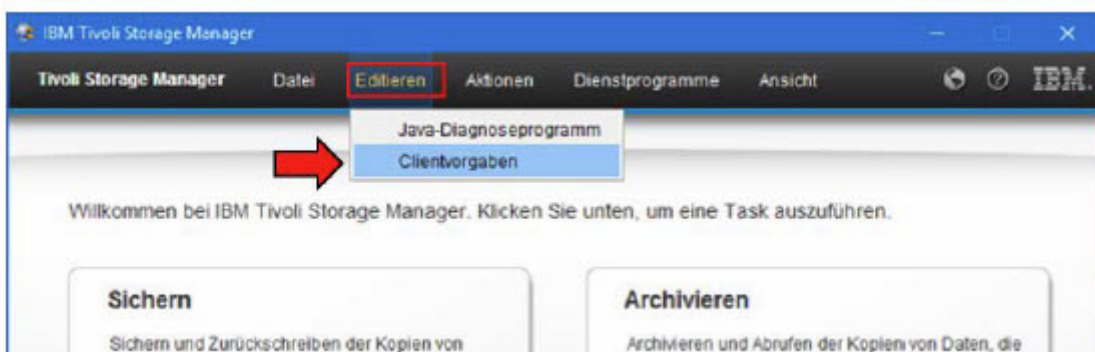 IBM Tivoli Storage Manager
Tivoli Storage Manager Datei Editieren Aktionen Dienstprogramme Ansicht IBM.
Java-Diagnoseprogramm
Clientvorgaben
Willkommen bei IBM Tivoli Storage Manager. Klicken Sie unten, um eine Task auszuführen.
Sichern
Archivieren
Sichern und Zurückschreiben der Kopien von
Archivieren und Abrufen der Kopien von Daten, die